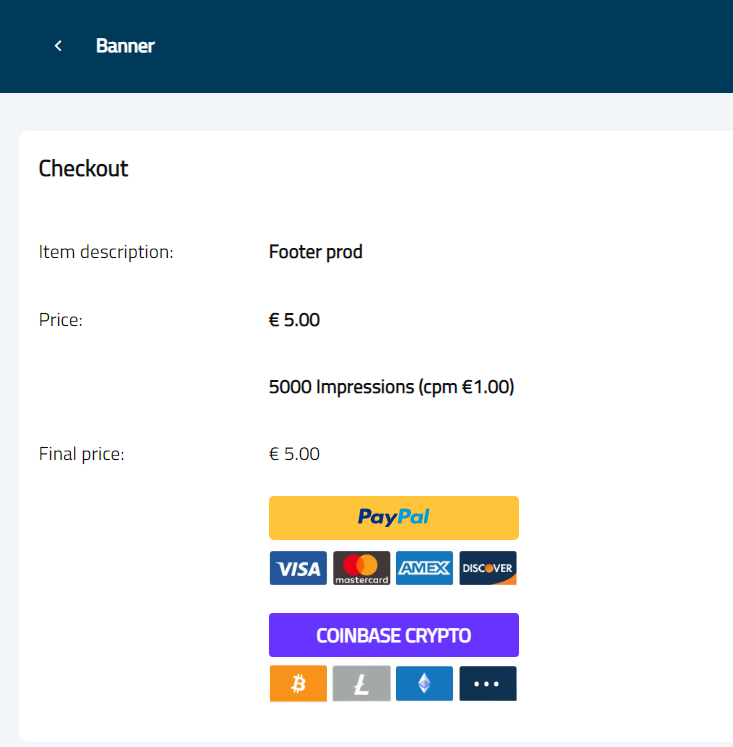 Banner
Checkout
Item description: Footer prod
Price: € 5.00
5000 Impressions (cpm €1.00)
Final price: € 5.00
PayPal
VISA mastercard AMEX DISCOVER
COINBASE CRYPTO